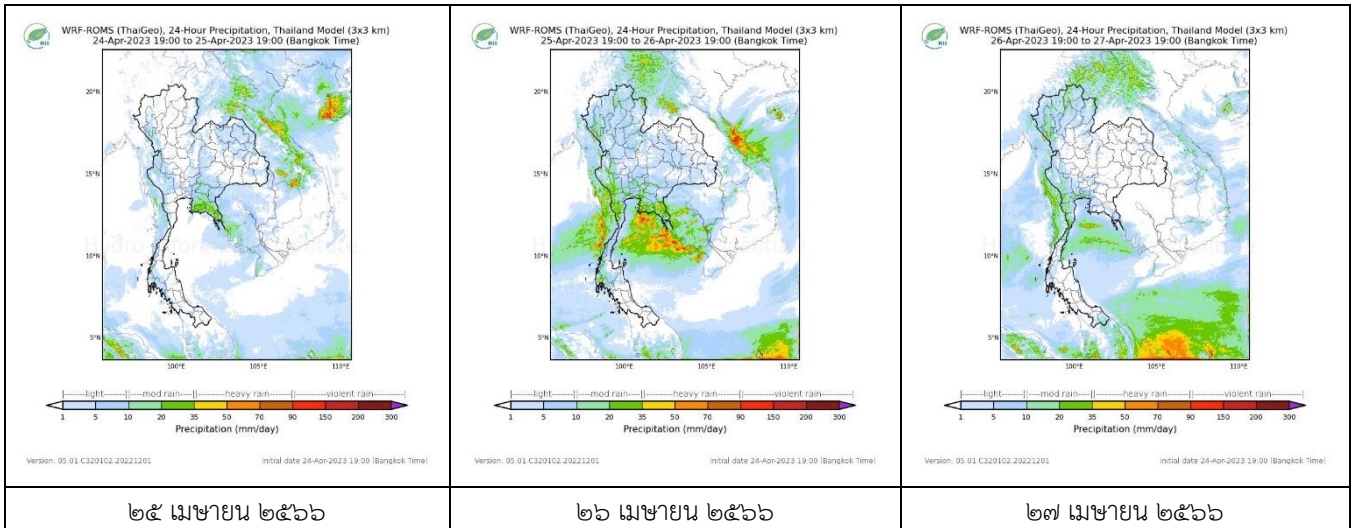 WRF-ROMS (ThaiGeo), 24-Hour Precipitation, Thailand Model (3x3 km)
24-Apr-2023 19:00 to 25-Apr-2023 19:00 (Bangkok Time)
20°N
15°N
10°N
5°N
100°E 105°E 110°E
|-------light-------||---mod rain---||--------heavy rain--------||--------violent rain-------|
1 5 10 20 35 50 70 90 150 200 300
Precipitation (mm/day)
Version: 05.01.C320102.20221201 initial date 24-Apr-2023 19:00 (Bangkok Time)
๒๕ เมษายน ๒๕๖๖
WRF-ROMS (ThaiGeo), 24-Hour Precipitation, Thailand Model (3x3 km)
25-Apr-2023 19:00 to 26-Apr-2023 19:00 (Bangkok Time)
20°N
15°N
10°N
5°N
100°E 105°E 110°E
|-------light-------||---mod rain---||--------heavy rain--------||--------violent rain-------|
1 5 10 20 35 50 70 90 150 200 300
Precipitation (mm/day)
Version: 05.01.C320102.20221201 initial date 24-Apr-2023 19:00 (Bangkok Time)
๒๖ เมษายน ๒๕๖๖
WRF-ROMS (ThaiGeo), 24-Hour Precipitation, Thailand Model (3x3 km)
26-Apr-2023 19:00 to 27-Apr-2023 19:00 (Bangkok Time)
20°N
15°N
10°N
5°N
100°E 105°E 110°E
|-------light-------||---mod rain---||--------heavy rain--------||--------violent rain-------|
1 5 10 20 35 50 70 90 150 200 300
Precipitation (mm/day)
Version: 05.01.C320102.20221201 initial date 24-Apr-2023 19:00 (Bangkok Time)
๒๗ เมษายน ๒๕๖๖